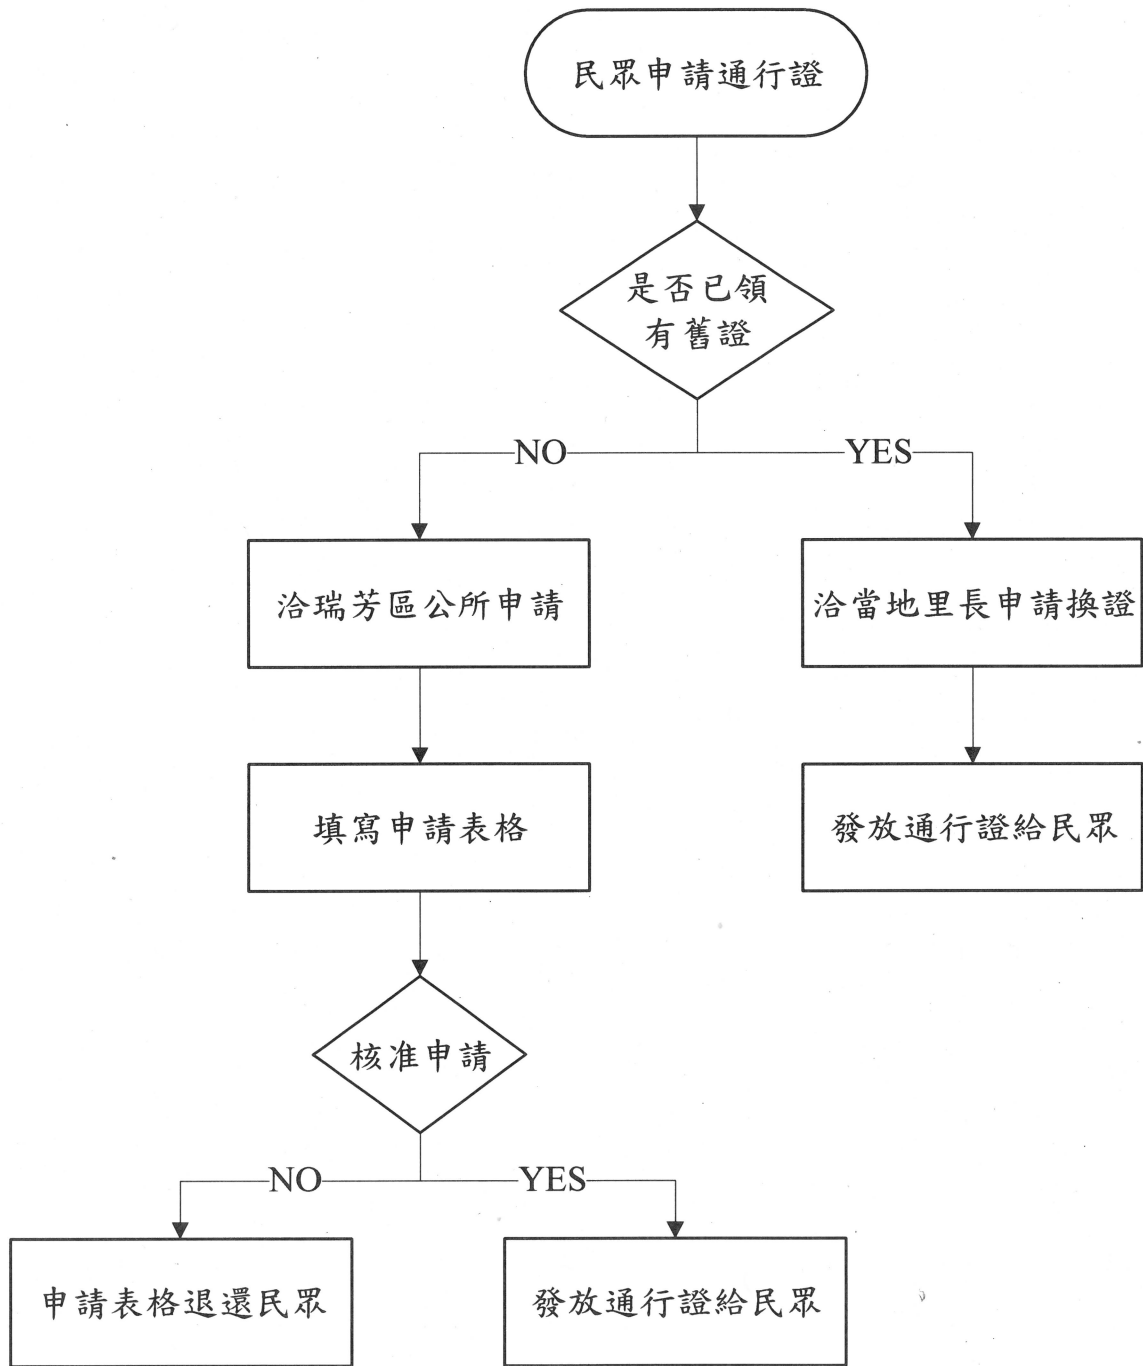 民眾申請通行證
是否已領
有舊證
NO
YES
洽瑞芳區公所申請
洽當地里長申請換證
填寫申請表格
發放通行證給民眾
核准申請
NO
YES
申請表格退還民眾
發放通行證給民眾